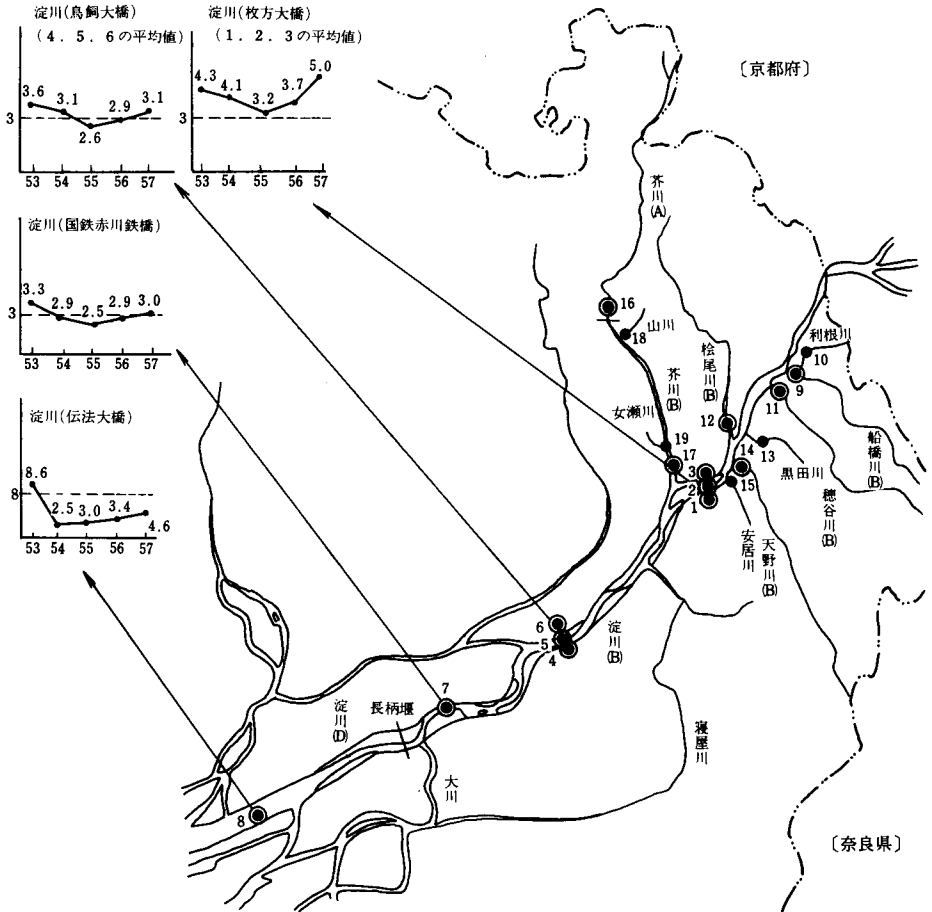 淀川(鳥飼大橋)
(4.5.6の平均値)
3.6
3.1
2.6
2.9
3.1
3
53
54
55
56
57
淀川(枚方大橋)
(1.2.3の平均値)
4.3
4.1
3.2
3.7
5.0
3
53
54
55
56
57
淀川(国鉄赤川鉄橋)
3.3
2.9
2.5
2.9
3.0
3
53
54
55
56
57
淀川(伝法大橋)
8.6
2.5
3.0
3.4
4.6
8
53
54
55
56
57
〔京都府〕
芥川(A)
16
18
山川
芥川(B)
桧尾川(B)
利根川
10
9
11
船橋川(B)
穂谷川(B)
女瀬川
19
17
12
3
2
1
14
13
15
黒田川
安居川
天野川(B)
6
5
4
淀川(B)
7
長柄堰
淀川(D)
大川
寝屋川
8
〔奈良県〕